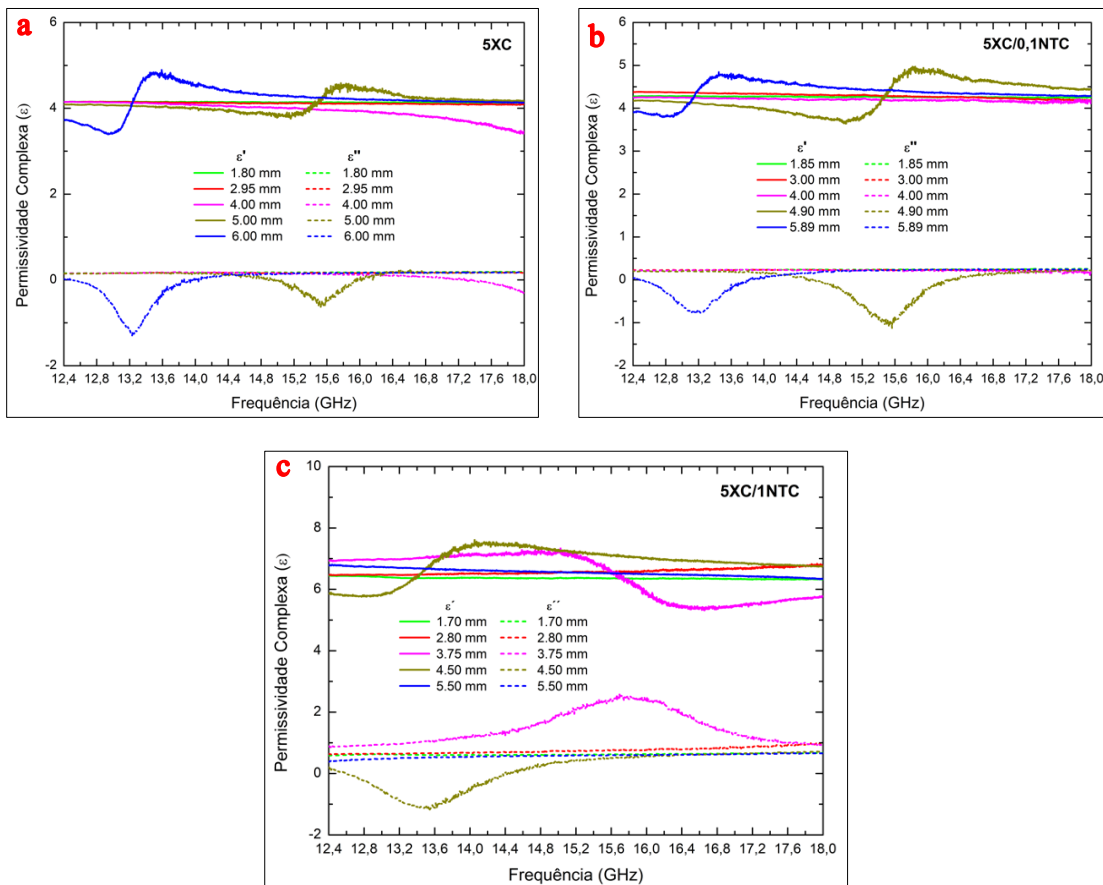 a
5XC
Permissividade Complexa (ε)
6
4
2
0
-2
ε' ε''
1.80 mm 1.80 mm
2.95 mm 2.95 mm
4.00 mm 4.00 mm
5.00 mm 5.00 mm
6.00 mm 6.00 mm
12,4 12,8 13,2 13,6 14,0 14,4 14,8 15,2 15,6 16,0 16,4 16,8 17,2 17,6 18,0
Frequência (GHz)
b
5XC/0,1NTC
Permissividade Complexa (ε)
6
5
4
3
2
1
0
-1
-2
ε' ε''
1.85 mm 1.85 mm
3.00 mm 3.00 mm
4.00 mm 4.00 mm
4.90 mm 4.90 mm
5.89 mm 5.89 mm
12,4 12,8 13,2 13,6 14,0 14,4 14,8 15,2 15,6 16,0 16,4 16,8 17,2 17,6 18,0
Frequência (GHz)
c
5XC/1NTC
Permissividade Complexa (ε)
10
8
6
4
2
0
-2
ε´ ε´´
1.70 mm 1.70 mm
2.80 mm 2.80 mm
3.75 mm 3.75 mm
4.50 mm 4.50 mm
5.50 mm 5.50 mm
12,4 12,8 13,2 13,6 14,0 14,4 14,8 15,2 15,6 16,0 16,4 16,8 17,2 17,6 18,0
Frequência (GHz)